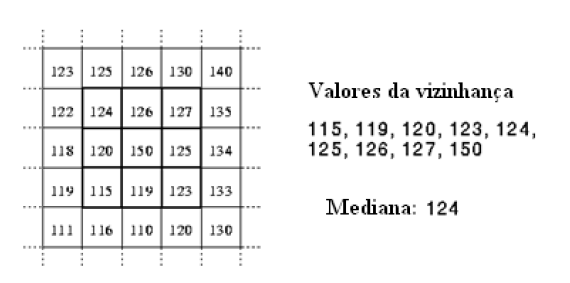 123 125 126 130 140
122 124 126 127 135
118 120 150 125 134
119 115 119 123 133
111 116 110 120 130
Valores da vizinhança
115, 119, 120, 123, 124,
125, 126, 127, 150
Mediana: 124